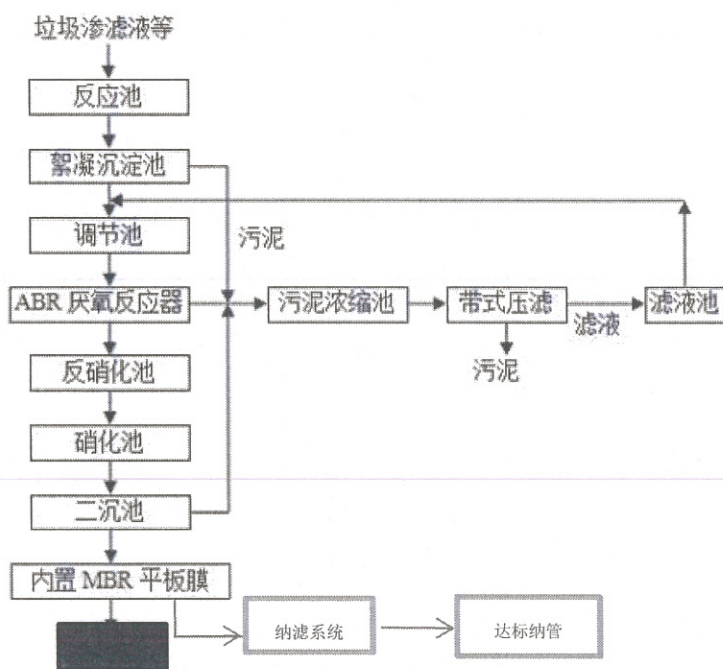 垃圾渗滤液等
反应池
絮凝沉淀池
调节池
污泥
ABR 厌氧反应器
污泥浓缩池
带式压滤
滤液
滤液池
污泥
反硝化池
硝化池
二沉池
内置 MBR 平板膜
纳滤系统
达标纳管